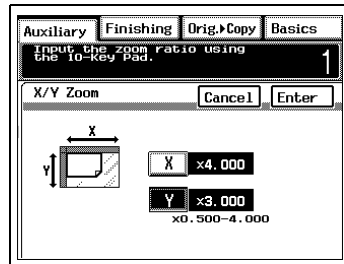 Auxiliary Finishing Orig.▸Copy Basics
Input the zoom ratio using
the 10-Key Pad.
1
X/Y Zoom Cancel Enter
X
Y
X ×4.000
Y ×3.000
×0.500-4.000